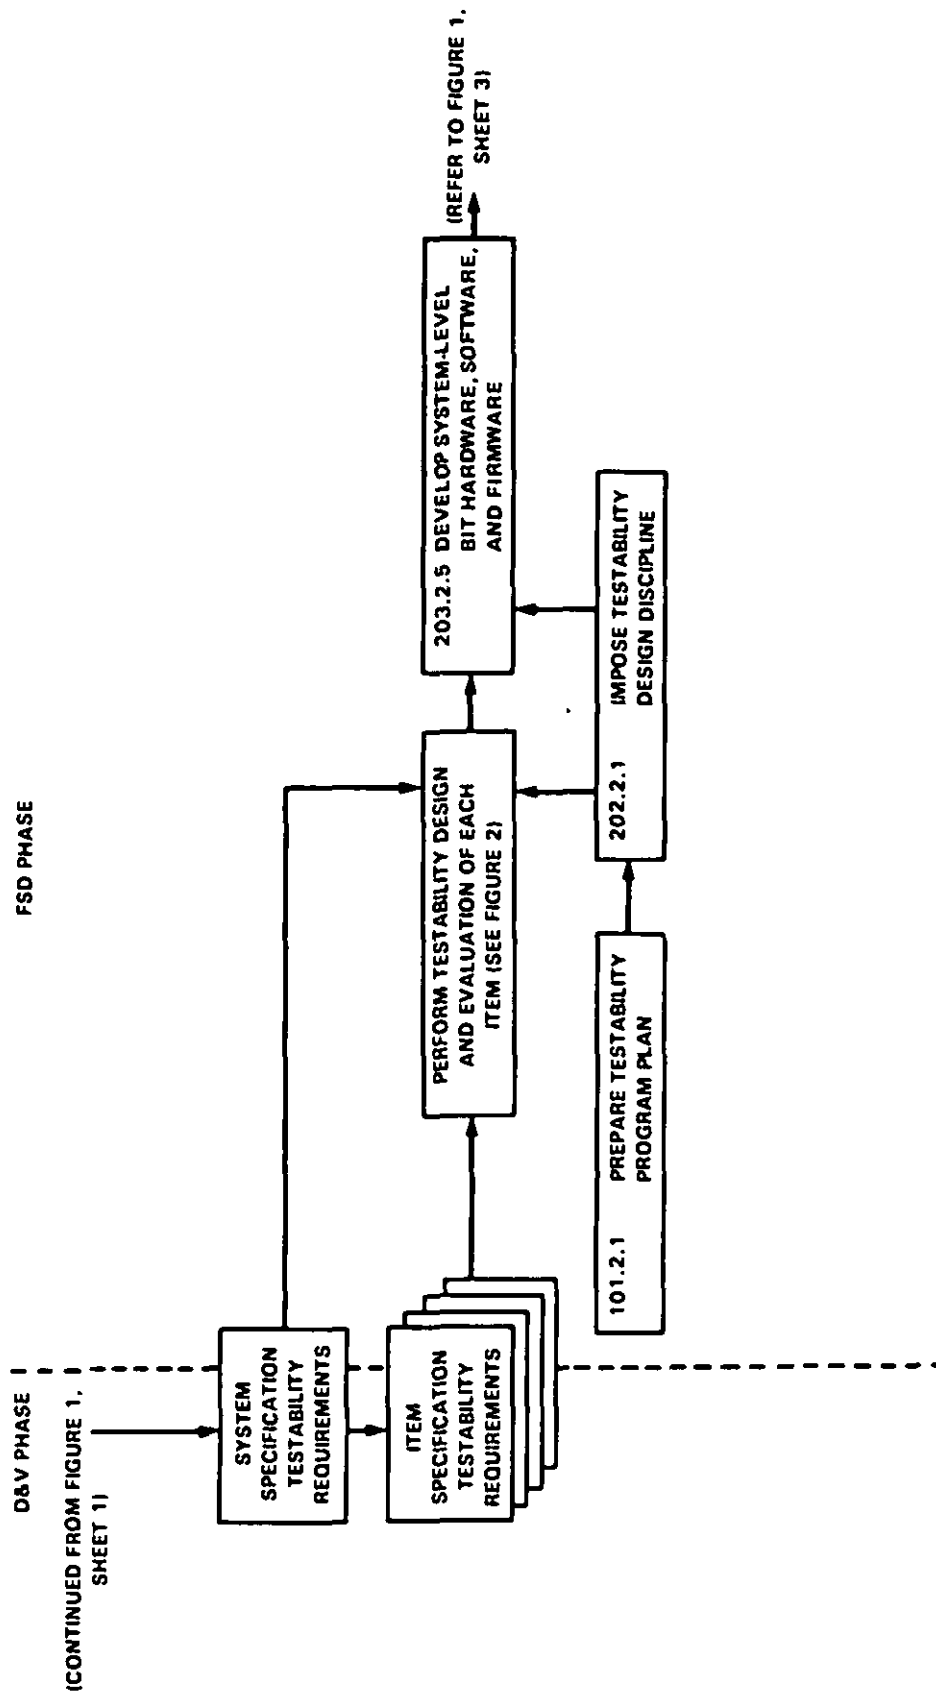 D&V PHASE
FSD PHASE
(CONTINUED FROM FIGURE 1,
SHEET 1)
SYSTEM
SPECIFICATION
TESTABILITY
REQUIREMENTS
ITEM
SPECIFICATION
TESTABILITY
REQUIREMENTS
PERFORM TESTABILITY DESIGN
AND EVALUATION OF EACH
ITEM (SEE FIGURE 2)
203.2.5 DEVELOP SYSTEM-LEVEL
BIT HARDWARE, SOFTWARE,
AND FIRMWARE
(REFER TO FIGURE 1,
SHEET 3)
101.2.1 PREPARE TESTABILITY
PROGRAM PLAN
202.2.1 IMPOSE TESTABILITY
DESIGN DISCIPLINE